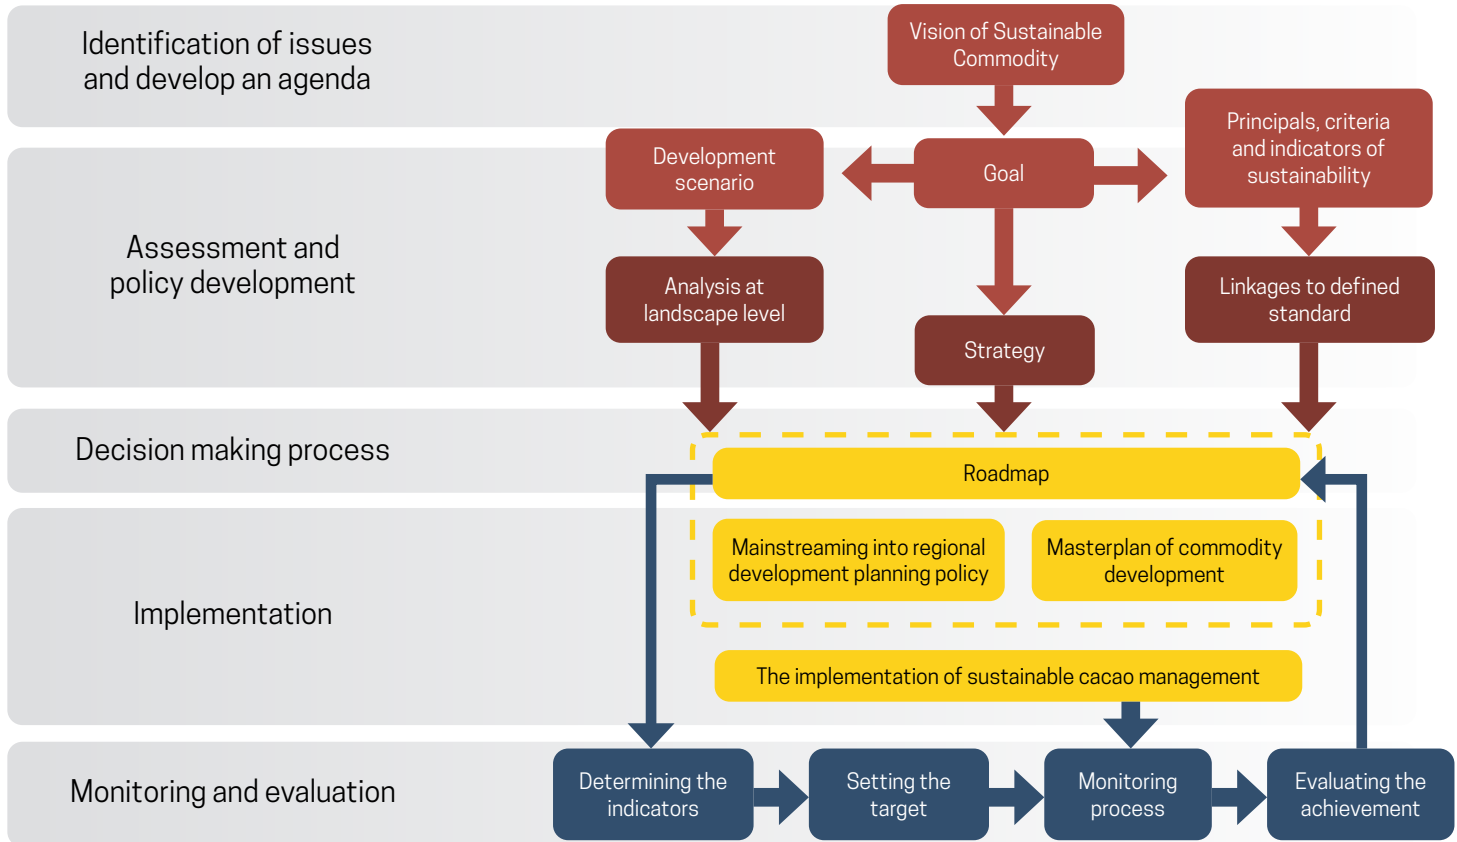 Identification of issues
and develop an agenda
Vision of Sustainable
Commodity
Principals, criteria
and indicators of
sustainability
Development
scenario
Goal
Assessment and
policy development
Analysis at
landscape level
Linkages to defined
standard
Strategy
Decision making process
Roadmap
Mainstreaming into regional
development planning policy
Masterplan of commodity
development
Implementation
The implementation of sustainable cacao management
Monitoring and evaluation
Determining the
indicators
Setting the
target
Monitoring
process
Evaluating the
achievement